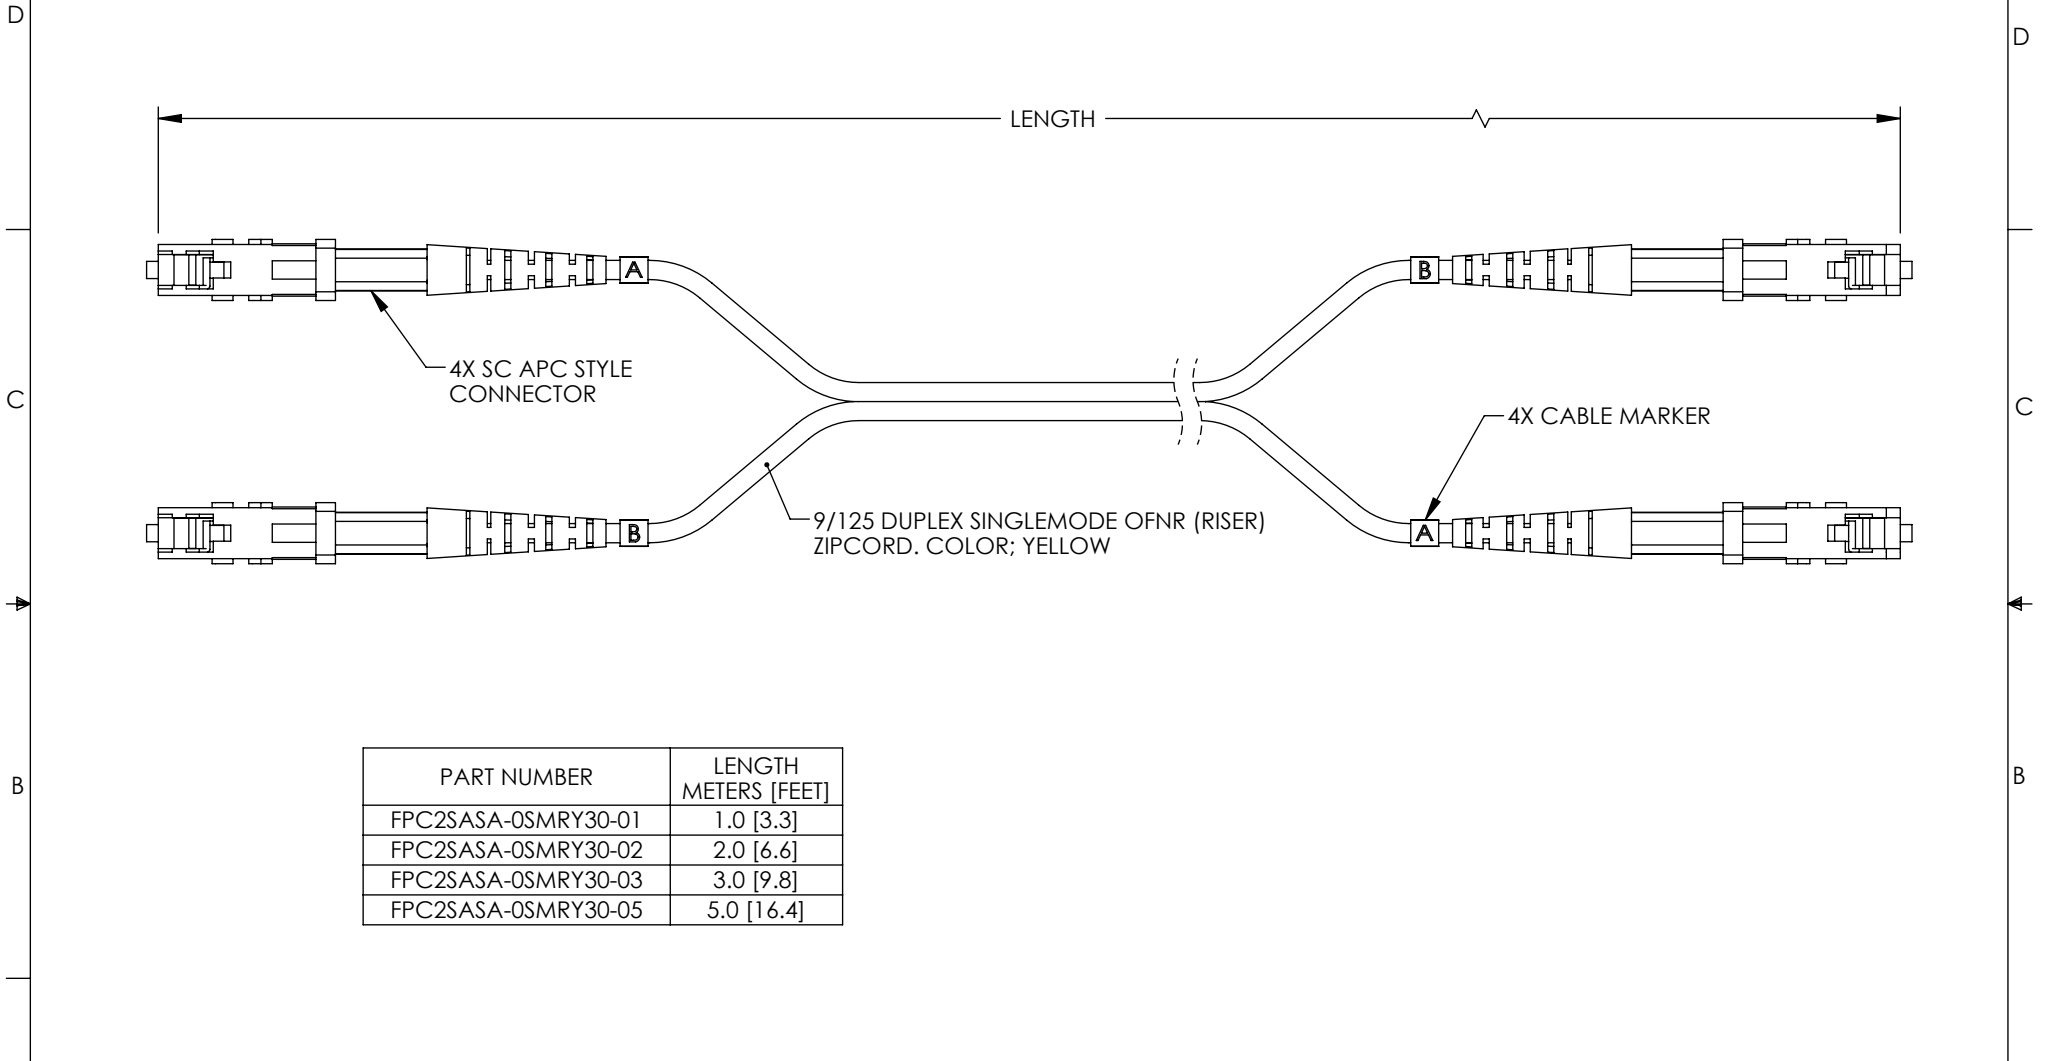 D
D
LENGTH
A
B
4X SC APC STYLE
CONNECTOR
C
C
4X CABLE MARKER
9/125 DUPLEX SINGLEMODE OFNR (RISER)
ZIPCORD. COLOR; YELLOW
B
A
PART NUMBER
LENGTH
METERS [FEET]
B
B
FPC2SASA-0SMRY30-01 1.0 [3.3]
FPC2SASA-0SMRY30-02 2.0 [6.6]
FPC2SASA-0SMRY30-03 3.0 [9.8]
FPC2SASA-0SMRY30-05 5.0 [16.4]